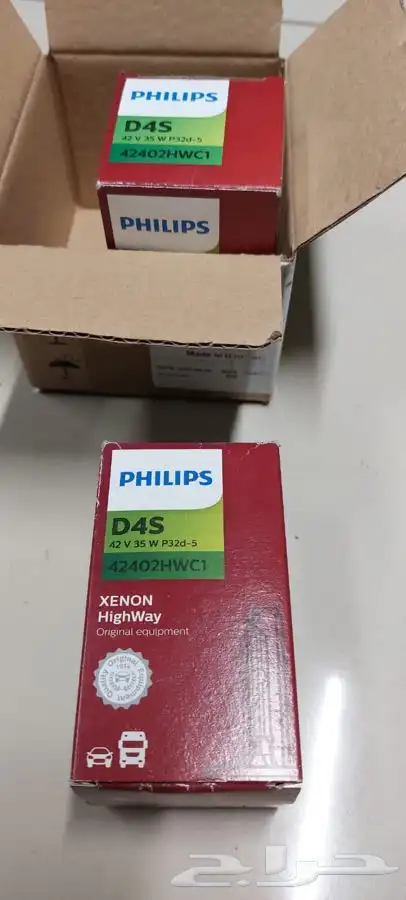 PHILIPS
D4S
42 V 35 W P32d-5
42402HWC1
PHILIPS
PHILIPS
D4S
42 V 35 W P32d-5
42402HWC1
XENON
HighWay
Original equipment
حراج